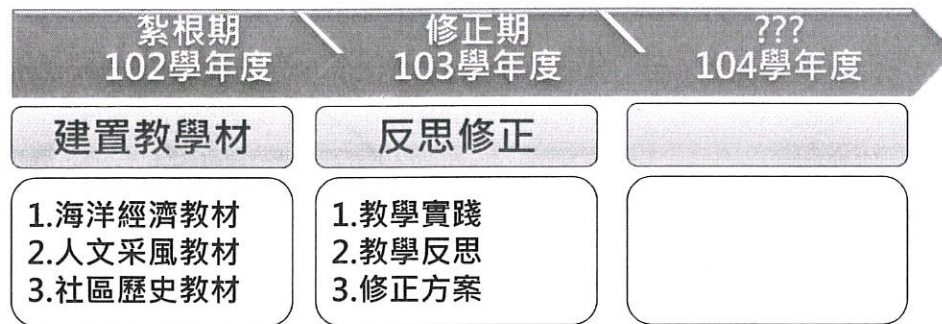 紮根期
102學年度
修正期
103學年度
???
104學年度
建置教學材
反思修正
1.海洋經濟教材
2.人文采風教材
3.社區歷史教材
1.教學實踐
2.教學反思
3.修正方案